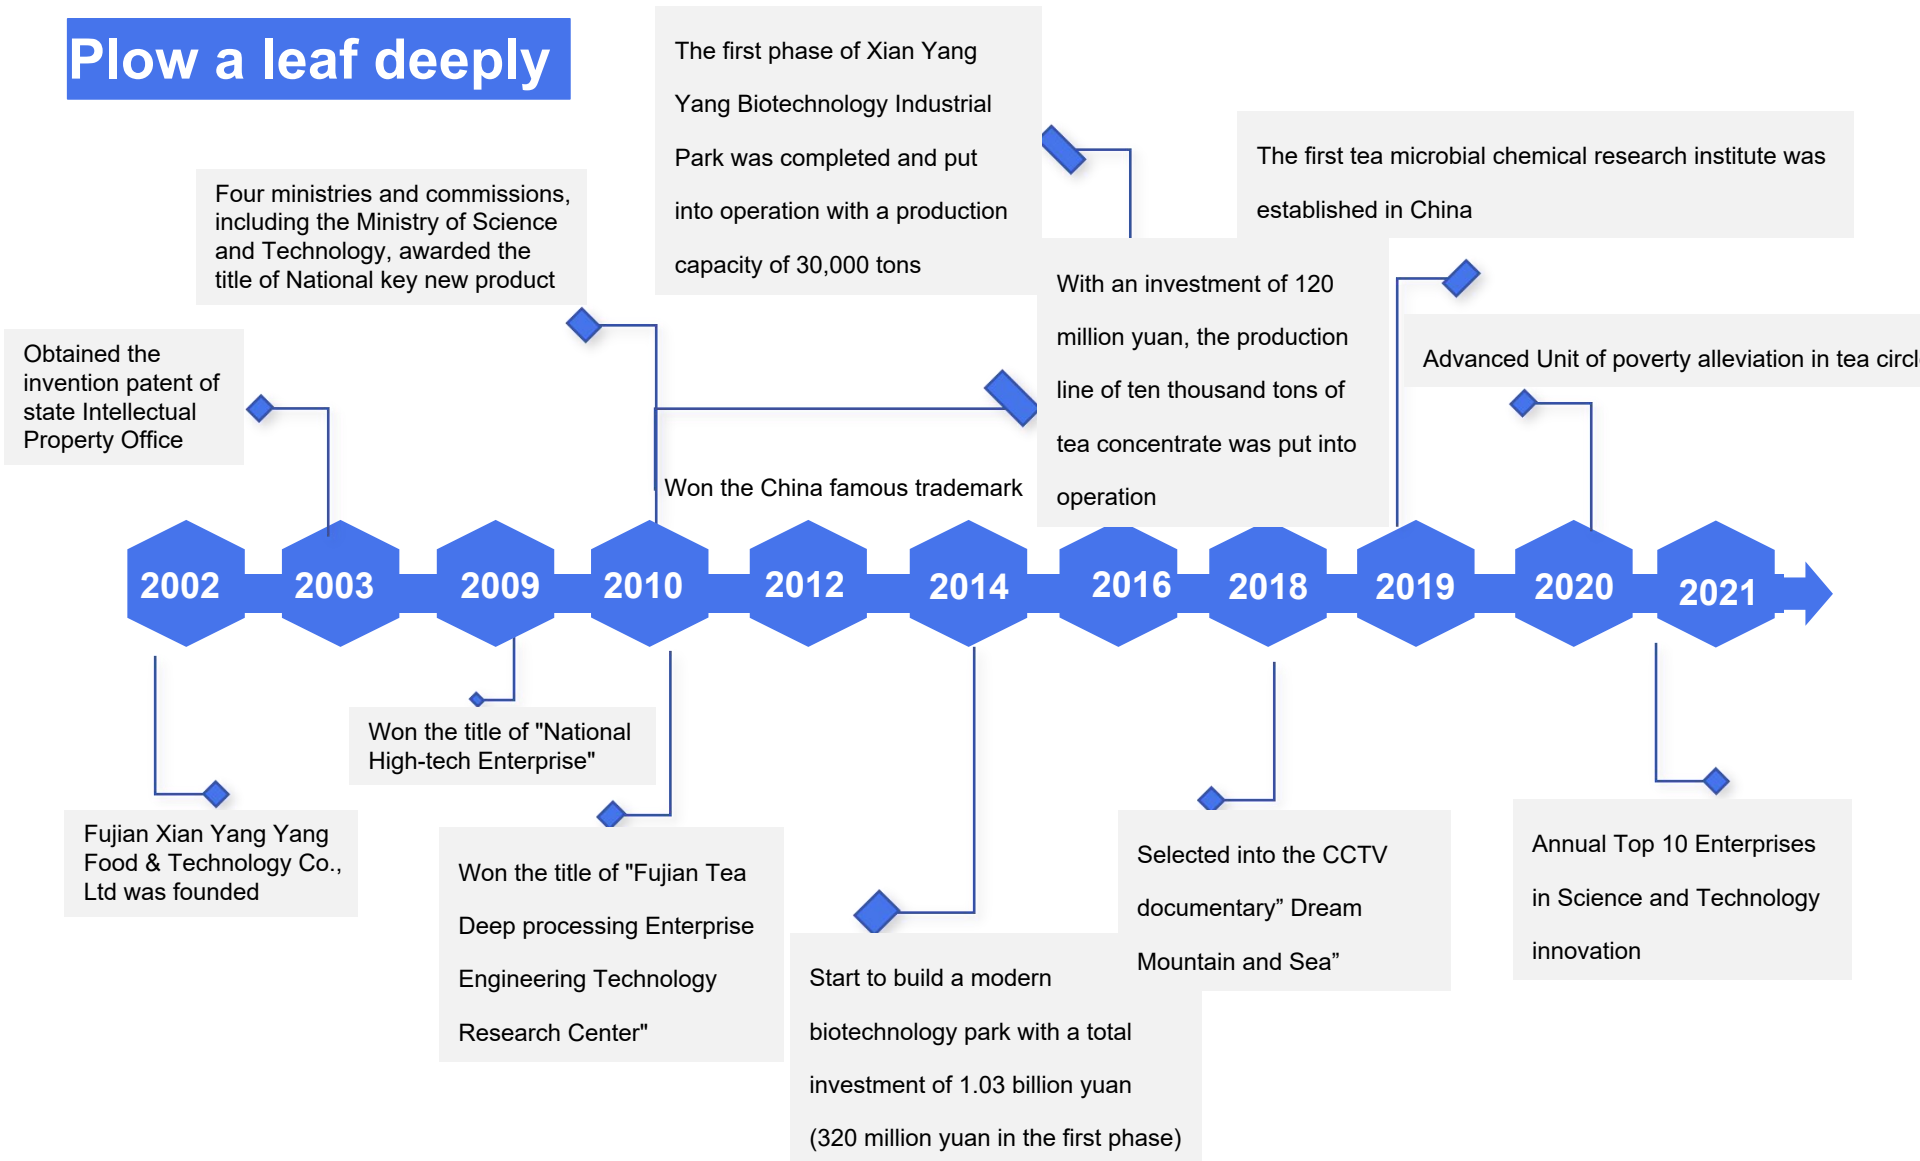 Plow a leaf deeply
The first phase of Xian Yang
Yang Biotechnology Industrial
Park was completed and put
into operation with a production
capacity of 30,000 tons
The first tea microbial chemical research institute was
established in China
Four ministries and commissions,
including the Ministry of Science
and Technology, awarded the
title of National key new product
With an investment of 120
million yuan, the production
line of ten thousand tons of
tea concentrate was put into
operation
Advanced Unit of poverty alleviation in tea circle
Obtained the
invention patent of
state Intellectual
Property Office
Won the China famous trademark
2002
2003
2009
2010
2012
2014
2016
2018
2019
2020
2021
Won the title of "National
High-tech Enterprise"
Fujian Xian Yang Yang
Food & Technology Co.,
Ltd was founded
Won the title of "Fujian Tea
Deep processing Enterprise
Engineering Technology
Research Center"
Start to build a modern
biotechnology park with a total
investment of 1.03 billion yuan
(320 million yuan in the first phase)
Selected into the CCTV
documentary” Dream
Mountain and Sea”
Annual Top 10 Enterprises
in Science and Technology
innovation